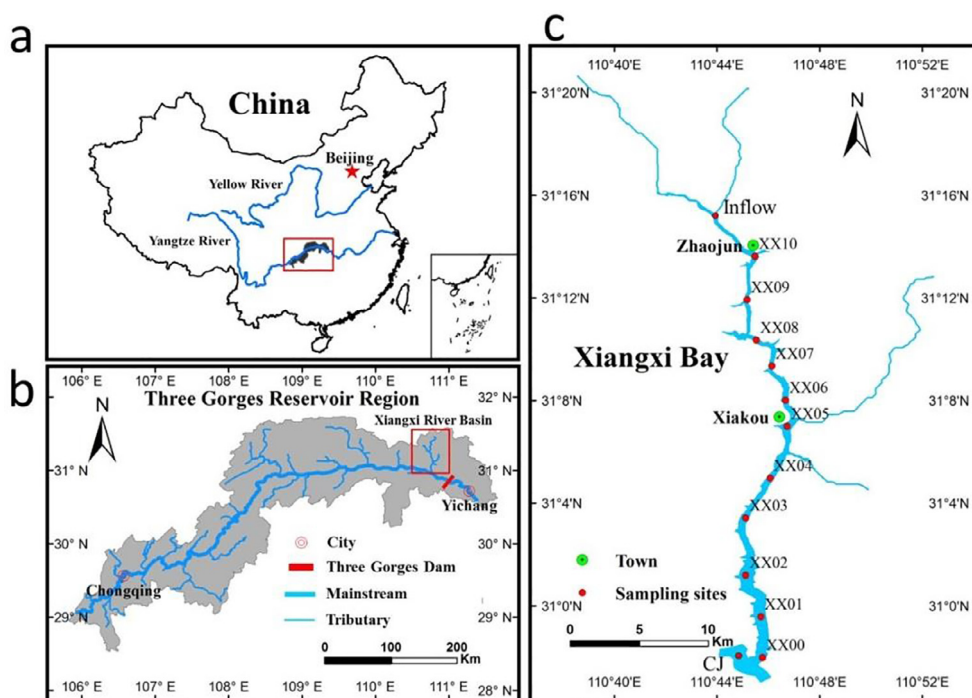 a
China
Beijing
Yellow River
Yangtze River
b
106°E 107°E 108°E 109°E 110°E 111°E
Three Gorges Reservoir Region
N
Xiangxi River Basin
31° N
31°N
Yichang
30° N
30°N
City
Three Gorges Dam
Chongqing
Mainstream
29°N
29° N
Tributary
0 100 200
Km
28° N
106°E 107°E 108°E 109°E 110°E 111°E
c
110°40'E 110°44'E 110°48'E 110°52'E
31°20'N
31°20'N
N
31°16'N
31°16'N
Inflow
Zhaojun
XX10
XX09
31°12'N
31°12'N
XX08
Xiangxi Bay
XX07
XX06
31°8'N
31°8'N
Xiakou
XX05
XX04
31°4'N
31°4'N
XX03
Town
XX02
Sampling sites
31°0'N
31°0'N
XX01
0 5 10
Km
XX00
CJ
110°40'E 110°44'E 110°48'E 110°52'E